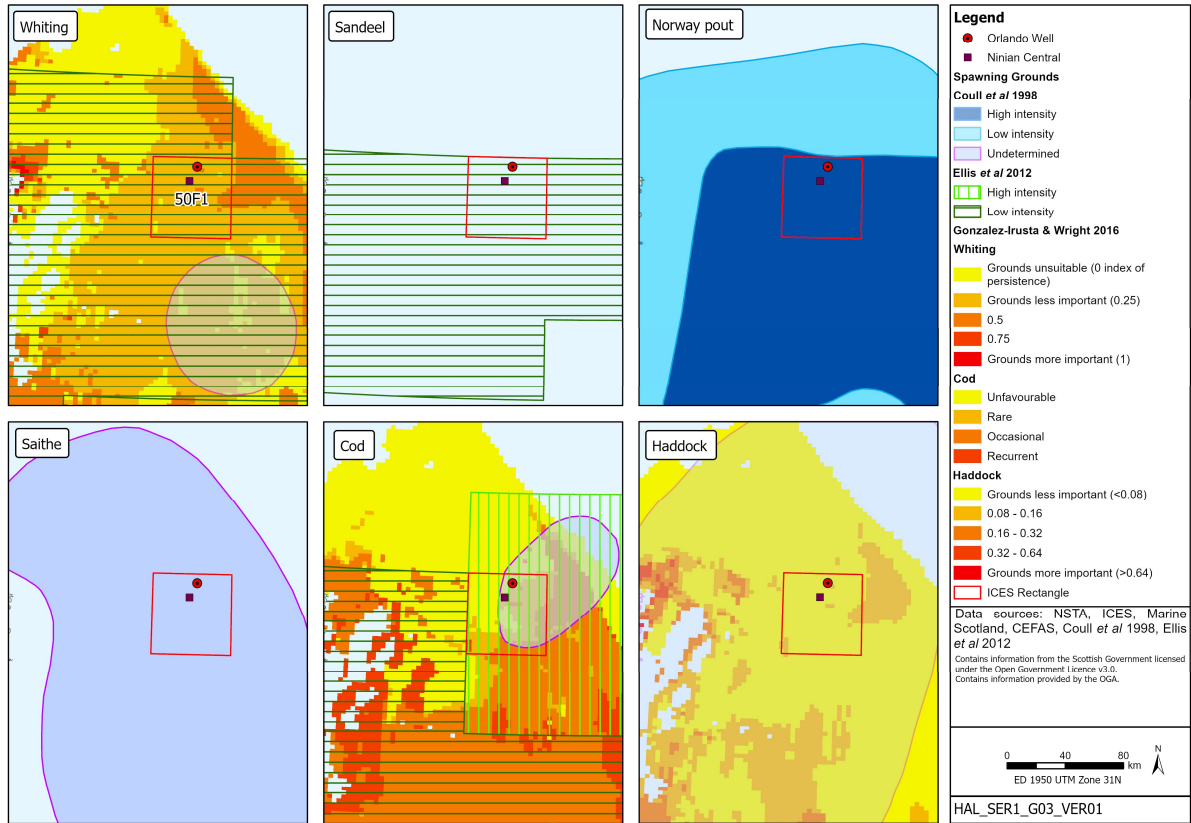 Whiting
Sandeel
Norway pout
50F1
Saithe
Cod
Haddock
Legend
Orlando Well
Ninian Central
Spawning Grounds
Coull et al 1998
High intensity
Low intensity
Undetermined
Ellis et al 2012
High intensity
Low intensity
Gonzalez-Irusta & Wright 2016
Whiting
Grounds unsuitable (0 index of
persistence)
Grounds less important (0.25)
0.5
0.75
Grounds more important (1)
Cod
Unfavourable
Rare
Occasional
Recurrent
Haddock
Grounds less important (<0.08)
0.08 - 0.16
0.16 - 0.32
0.32 - 0.64
Grounds more important (>0.64)
ICES Rectangle
Data sources: NSTA, ICES, Marine
Scotland, CEFAS, Coull et al 1998, Ellis
et al 2012
Contains information from the Scottish Government licensed
under the Open Government Licence v3.0.
Contains information provided by the OGA.
0 40 80
km
N
ED 1950 UTM Zone 31N
HAL_SER1_G03_VER01